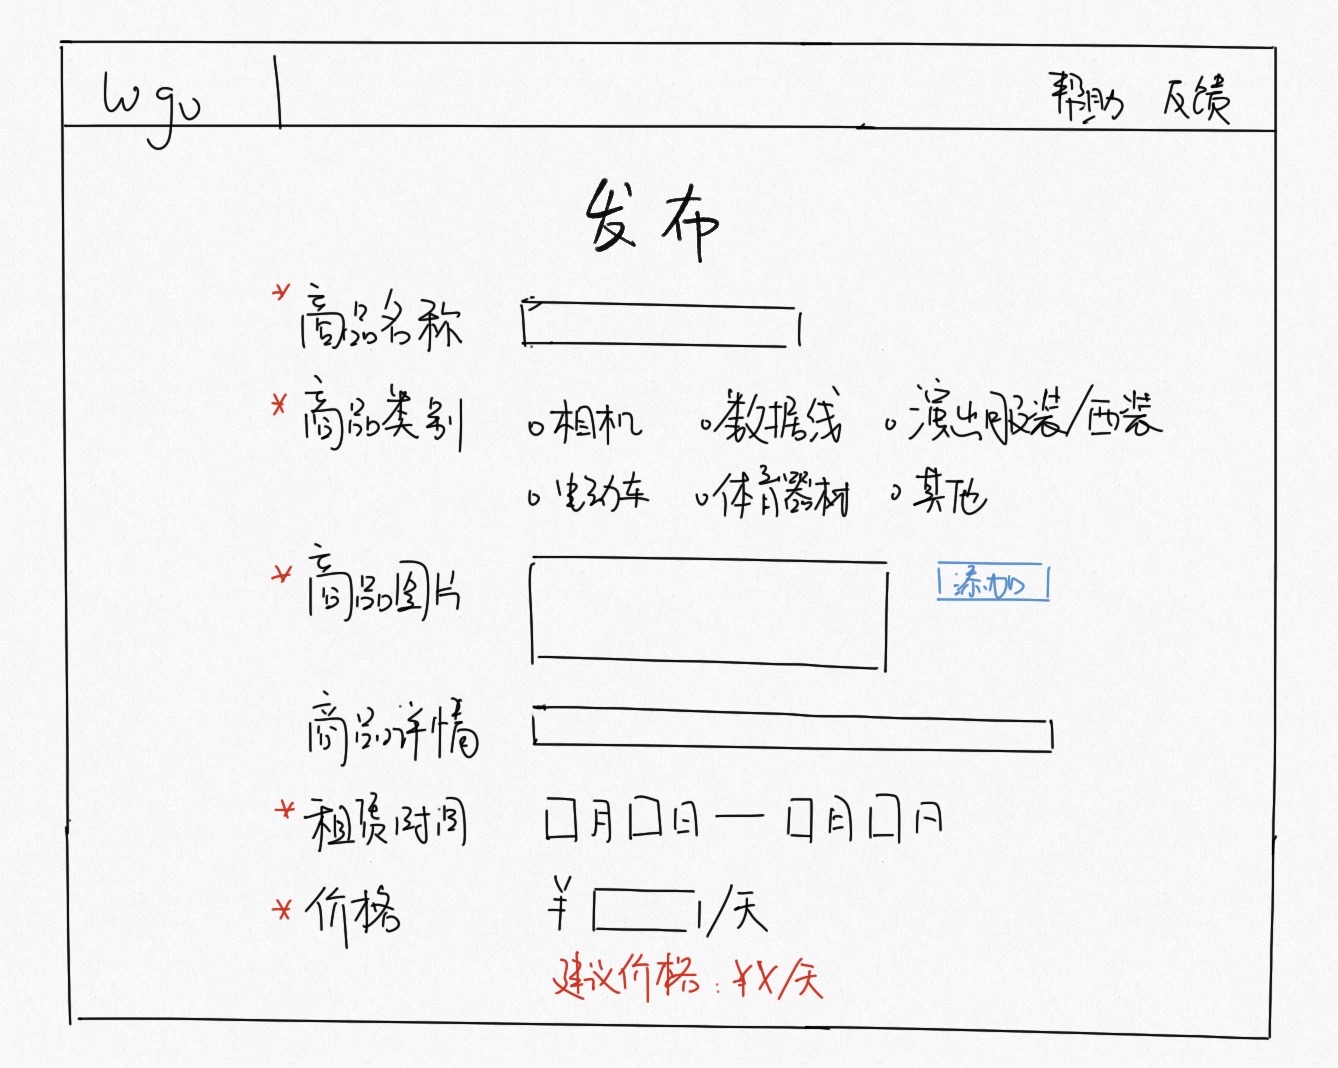 logo 帮助 反馈
发布
* 商品名称
* 商品类别 相机 数据线 演出服装/西装
电动车 体育器材 其他
* 商品图片 添加
商品详情
* 租赁时间 月 日 — 月 日
* 价格 ¥ /天
建议价格：¥X/天